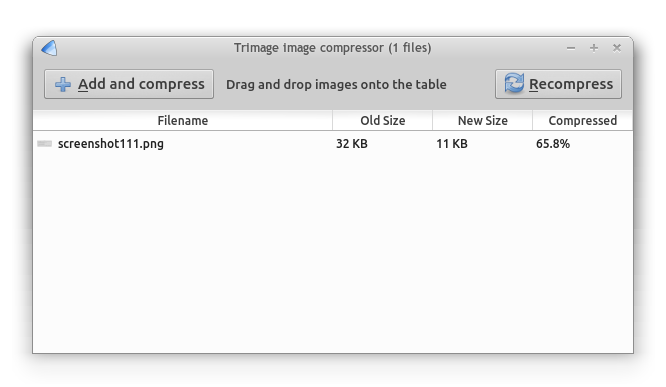 Trimage image compressor (1 files)
Add and compress Drag and drop images onto the table Recompress
Filename Old Size New Size Compressed
screenshot111.png 32 KB 11 KB 65.8%